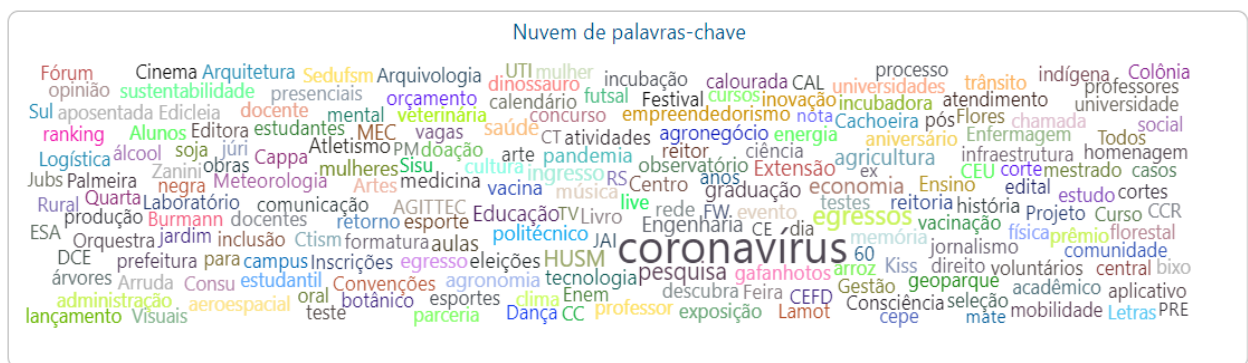 Nuvem de palavras-chave
Fórum Cinema Arquitetura Sedufsm Arquivologia UTI mulher incubação calourada CAL processo universidades trânsito indígena Colônia
opinião sustentabilidade presenciais orçamento dinossauro futsal Festival cursos inovação incubadora atendimento professores
Sul aposentada Edicleia docente mental veterinária calendário concurso empreendedorismo nota Cachoeira pós Flores chamada universidade
ranking Alunos Editora estudantes MEC vagas saúde CT atividades agronegócio energia aniversário Enfermagem Todos social
Logística álcool soja júri Cappa Atletismo PM doação arte pandemia reitor ciência agricultura infraestrutura homenagem
Zanini obras mulheres Sisu cultura ingresso observatório Extensão ex CEU corte mestrado casos
Jubs Palmeira negra Meteorologia Artes medicina vacina música RS Centro anos graduação economia Ensino edital estudo cortes
Rural Quarta Laboratório comunicação AGITTEC live rede FW evento testes egressos reitoria história Projeto Curso CCR
produção Burmann docentes retorno esporte Educação TV Livro Engenharia CE dia vacinação física prêmio florestal
ESA Orquestra jardim inclusão Ctism formatura aulas politécnico JAI coronavírus memória jornalismo comunidade
DCE prefeitura para campus Inscrições egresso eleições HUSM pesquisa gafanhotos 60 Kiss direito voluntários central bixo
árvores Arruda Consu estudantil Convenções agronomia tecnologia descubra Feira arroz Gestão geoparque acadêmico aplicativo
administração aeroespacial oral botânico esportes clima Enem professor exposição CEFD Consciência seleção mobilidade Letras PRE
lançamento Visuais teste parceria Dança CC Lamot cepe mate